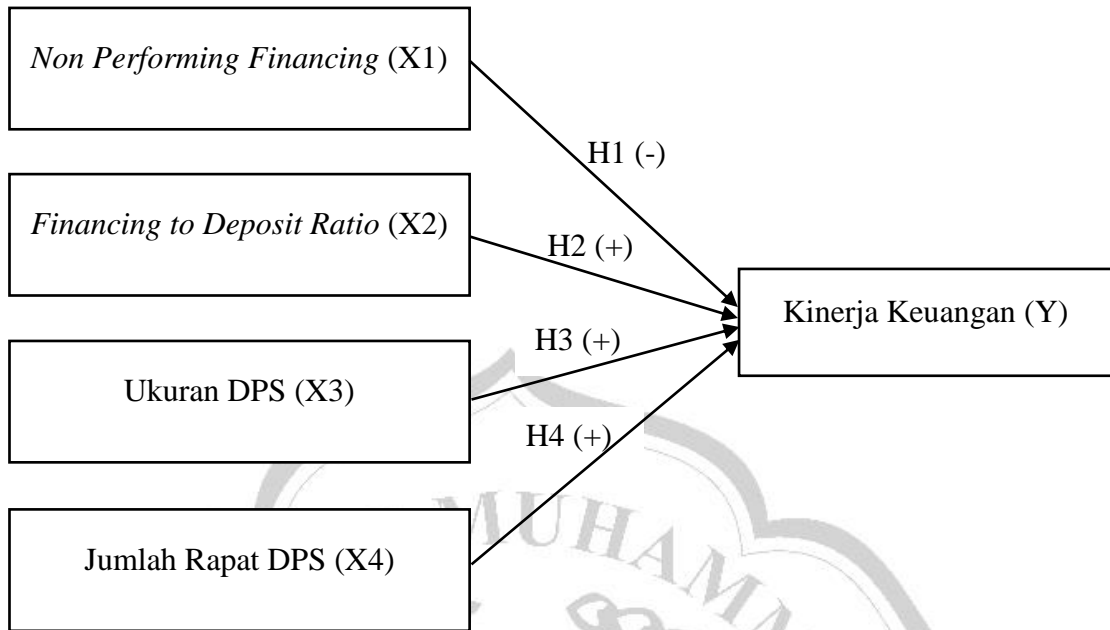 Non Performing Financing (X1)
H1 (-)
Financing to Deposit Ratio (X2)
H2 (+)
Kinerja Keuangan (Y)
Ukuran DPS (X3)
H3 (+)
H4 (+)
Jumlah Rapat DPS (X4)